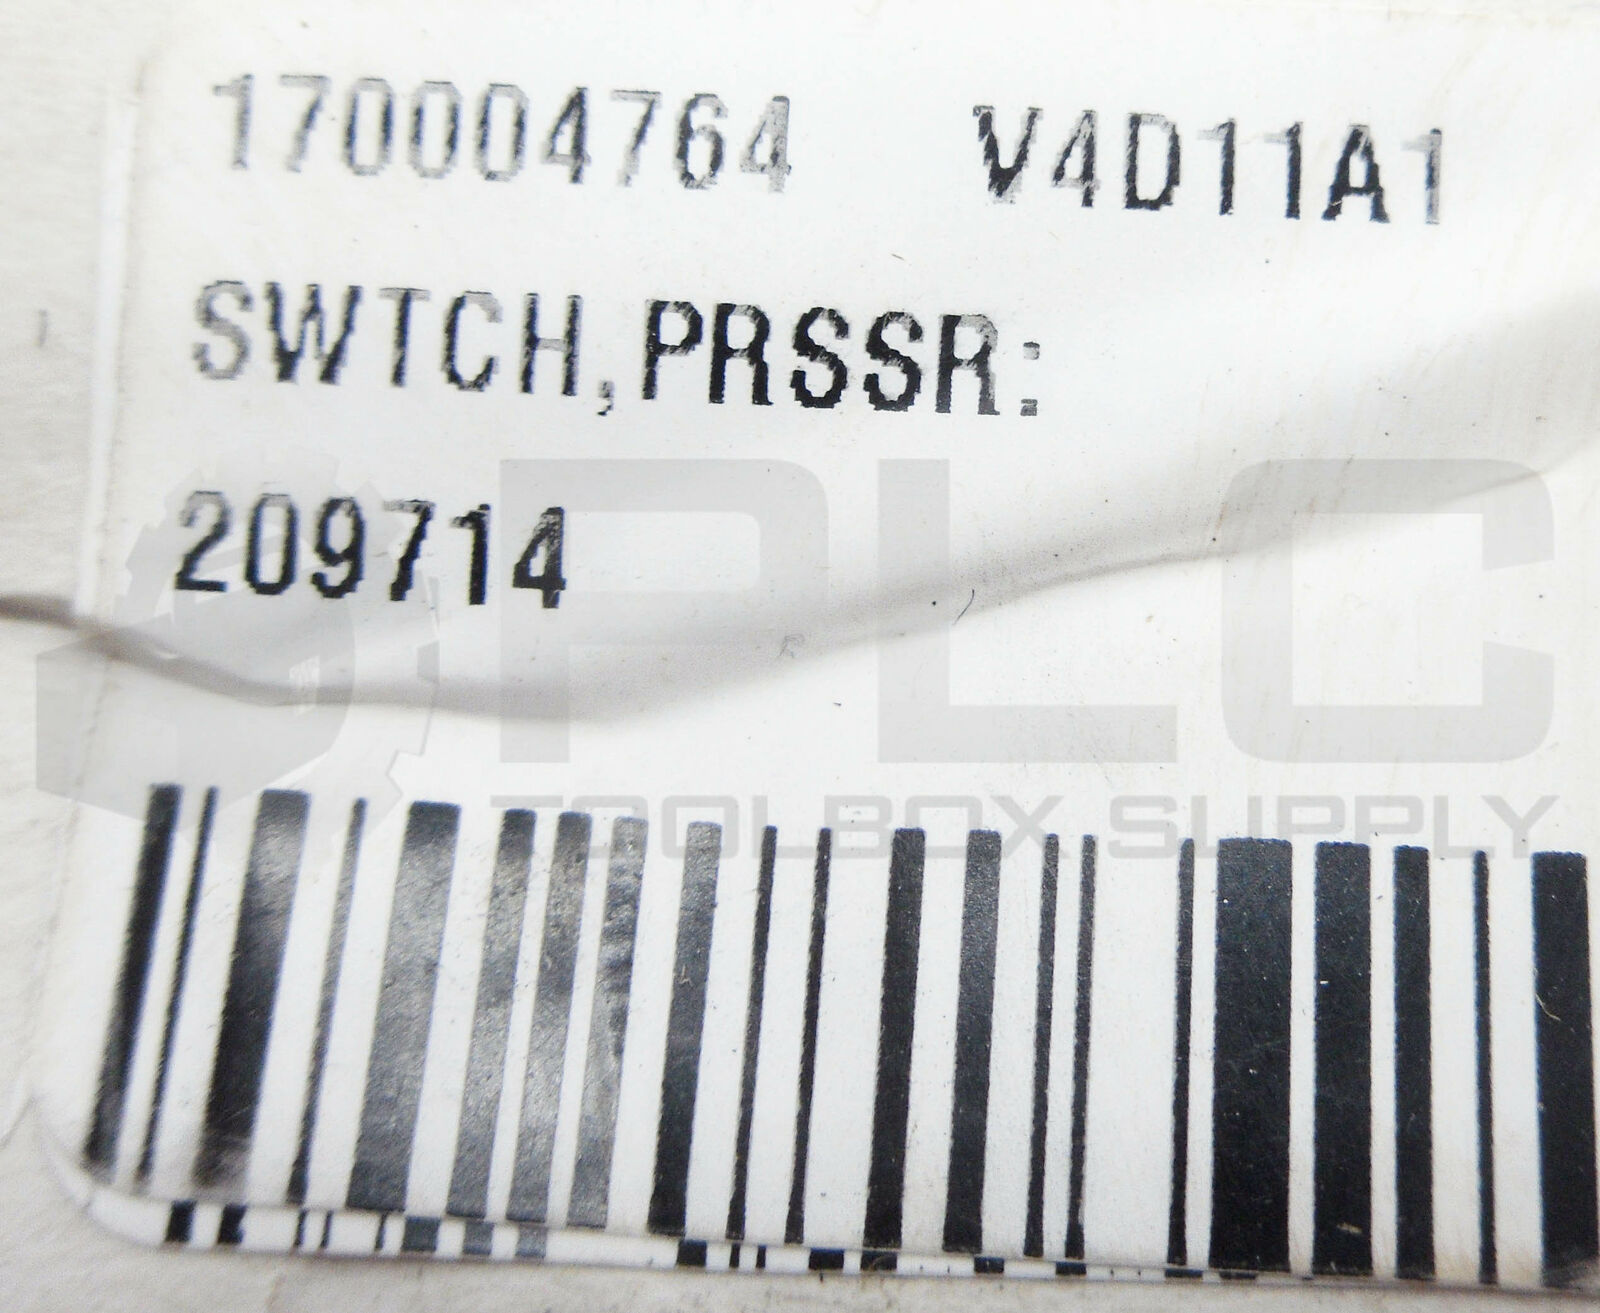 170004764 V4D11A1
SWTCH,PRSSR:
209714
PLC
TOOLBOX SUPPLY